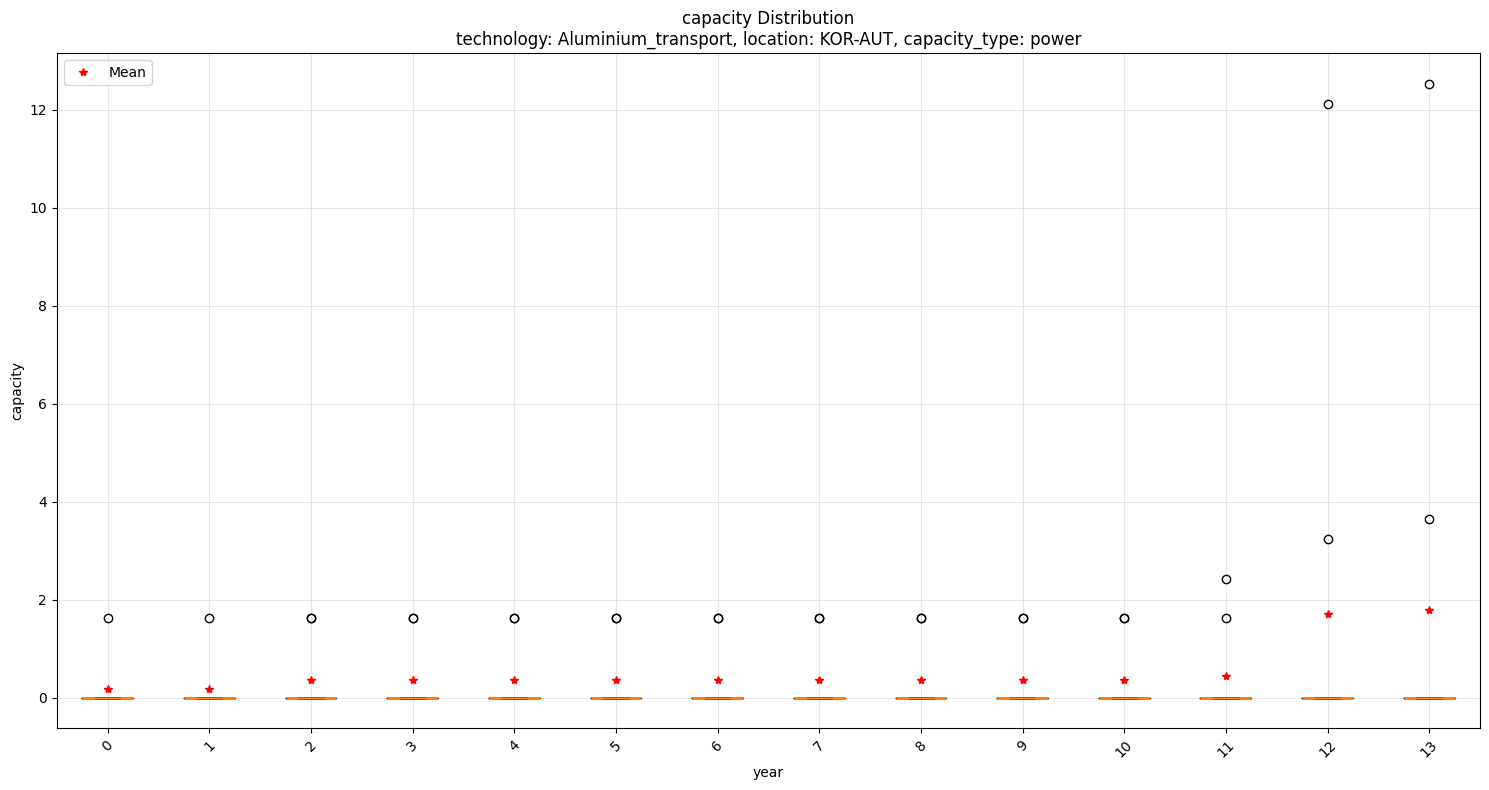 capacity Distribution
technology: Aluminium_transport, location: KOR-AUT, capacity_type: power
Mean
12
10
8
6
4
2
0
capacity
0 1 2 3 4 5 6 7 8 9 10 11 12 13
year